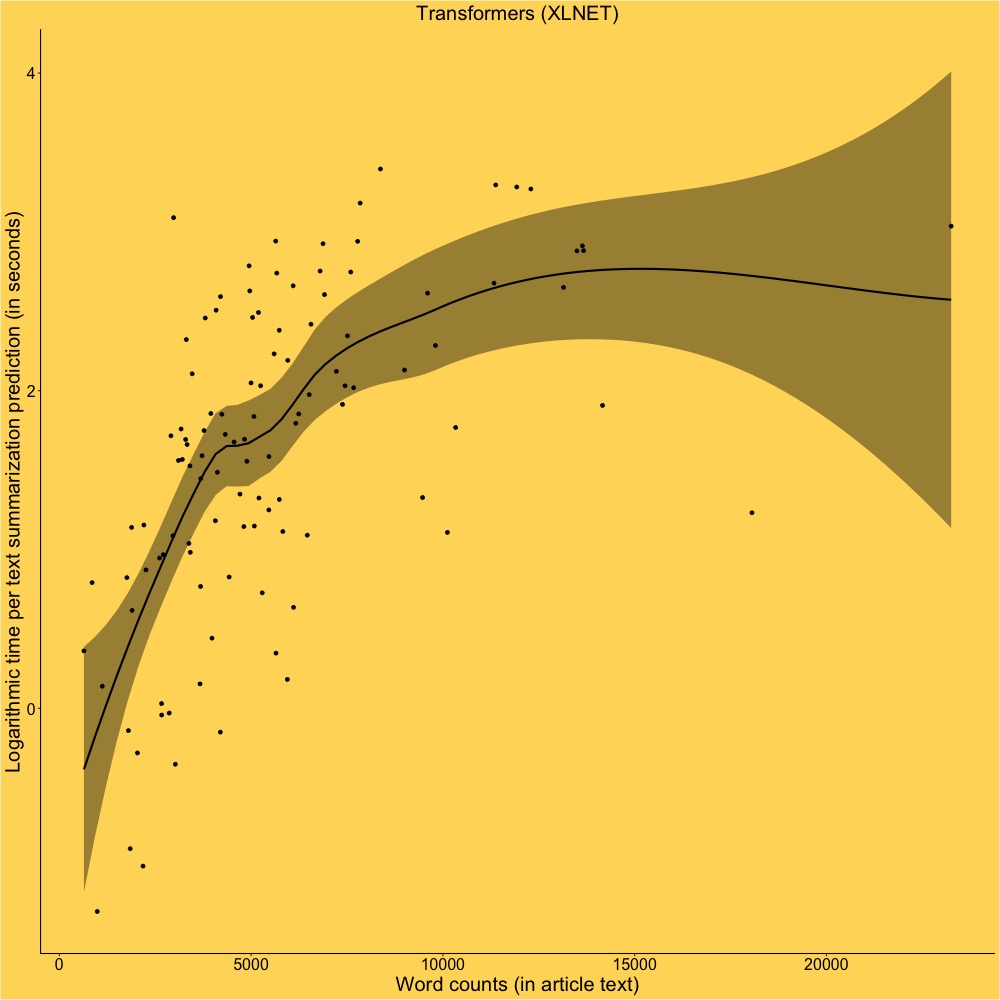 Transformers (XLNET)
Logarithmic time per text summarization prediction (in seconds)
4
2
0
0 5000 10000 15000 20000
Word counts (in article text)